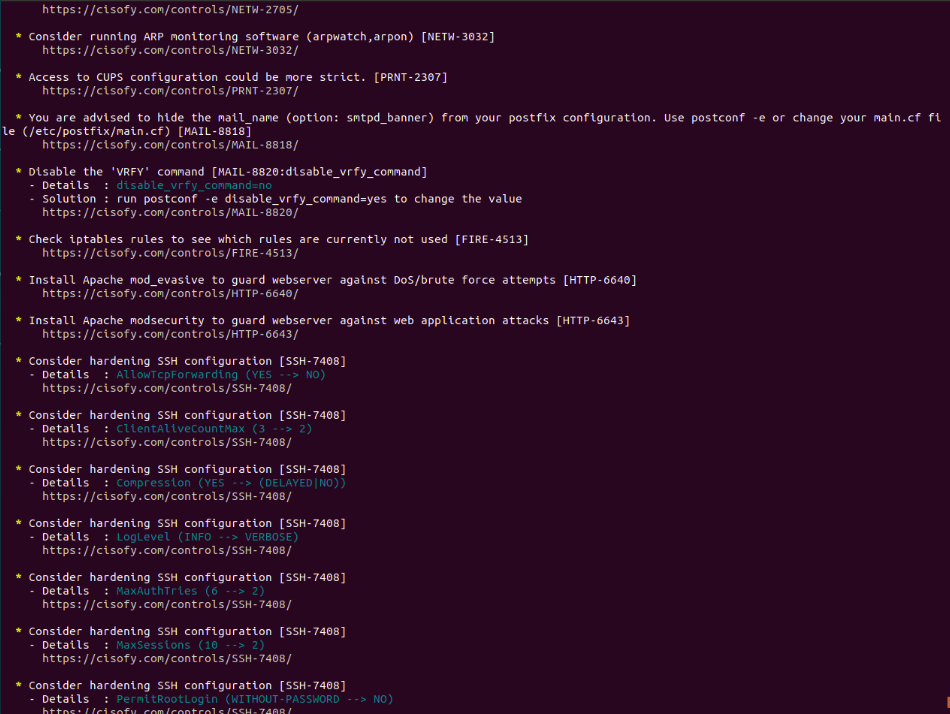 https://cisofy.com/controls/NETW-2705/
* Consider running ARP monitoring software (arpwatch,arpon) [NETW-3032]
https://cisofy.com/controls/NETW-3032/
* Access to CUPS configuration could be more strict. [PRNT-2307]
https://cisofy.com/controls/PRNT-2307/
* You are advised to hide the mail_name (option: smtpd_banner) from your postfix configuration. Use postconf -e or change your main.cf fi
le (/etc/postfix/main.cf) [MAIL-8818]
https://cisofy.com/controls/MAIL-8818/
* Disable the 'VRFY' command [MAIL-8820:disable_vrfy_command]
- Details  : disable_vrfy_command=no
- Solution : run postconf -e disable_vrfy_command=yes to change the value
https://cisofy.com/controls/MAIL-8820/
* Check iptables rules to see which rules are currently not used [FIRE-4513]
https://cisofy.com/controls/FIRE-4513/
* Install Apache mod_evasive to guard webserver against DoS/brute force attempts [HTTP-6640]
https://cisofy.com/controls/HTTP-6640/
* Install Apache modsecurity to guard webserver against web application attacks [HTTP-6643]
https://cisofy.com/controls/HTTP-6643/
* Consider hardening SSH configuration [SSH-7408]
- Details  : AllowTcpForwarding (YES --> NO)
https://cisofy.com/controls/SSH-7408/
* Consider hardening SSH configuration [SSH-7408]
- Details  : ClientAliveCountMax (3 --> 2)
https://cisofy.com/controls/SSH-7408/
* Consider hardening SSH configuration [SSH-7408]
- Details  : Compression (YES --> (DELAYED|NO))
https://cisofy.com/controls/SSH-7408/
* Consider hardening SSH configuration [SSH-7408]
- Details  : LogLevel (INFO --> VERBOSE)
https://cisofy.com/controls/SSH-7408/
* Consider hardening SSH configuration [SSH-7408]
- Details  : MaxAuthTries (6 --> 2)
https://cisofy.com/controls/SSH-7408/
* Consider hardening SSH configuration [SSH-7408]
- Details  : MaxSessions (10 --> 2)
https://cisofy.com/controls/SSH-7408/
* Consider hardening SSH configuration [SSH-7408]
- Details  : PermitRootLogin (WITHOUT-PASSWORD --> NO)
https://cisofy.com/controls/SSH-7408/